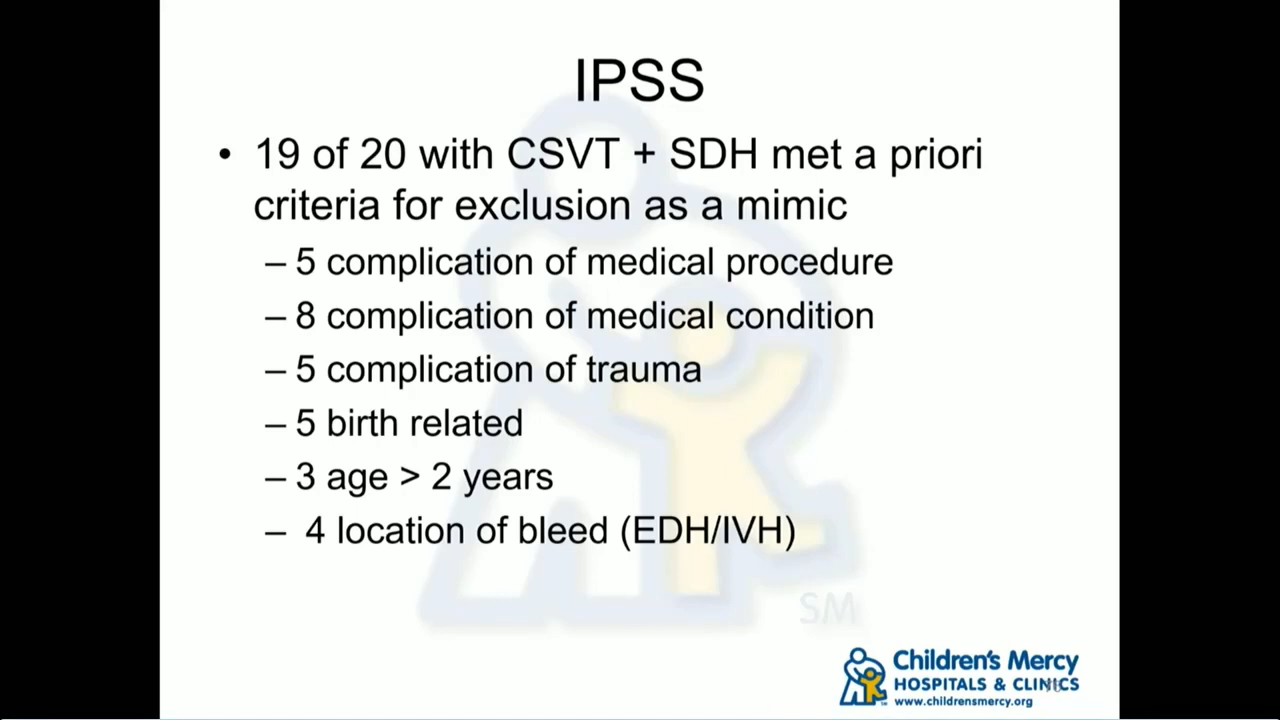 IPSS
• 19 of 20 with CSVT + SDH met a priori
criteria for exclusion as a mimic
– 5 complication of medical procedure
– 8 complication of medical condition
– 5 complication of trauma
– 5 birth related
– 3 age > 2 years
– 4 location of bleed (EDH/IVH)
SM
Children's Mercy
HOSPITALS & CLINICS
www.childrensmercy.org